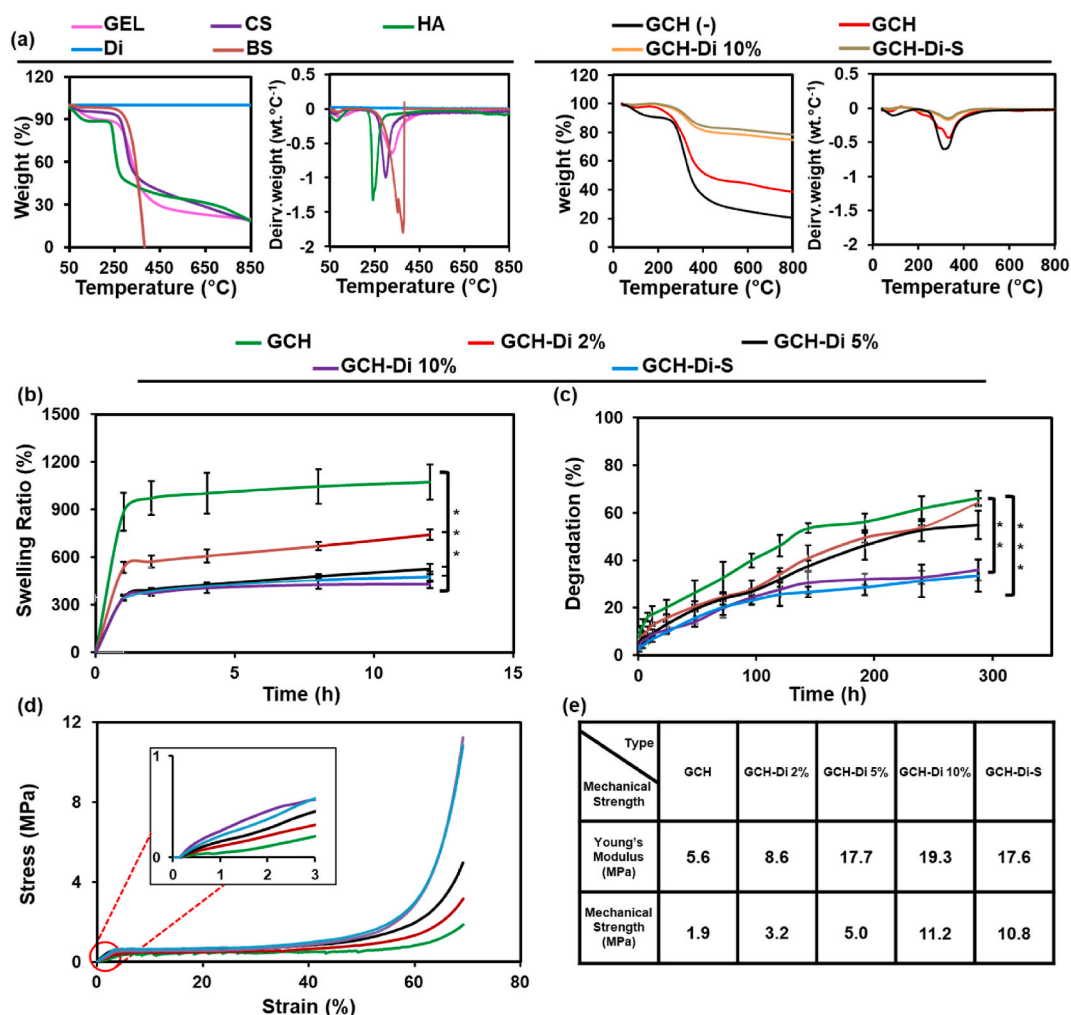 (a)
GEL CS HA
Di BS
GCH (-) GCH
GCH-Di 10% GCH-Di-S
Weight (%)
120
90
60
30
0
50 250 450 650 850
Temperature (°C)
Deirv.weight (wt.°C⁻¹)
0.5
0
-0.5
-1
-1.5
-2
50 250 450 650 850
Temperature (°C)
weight (%)
120
100
80
60
40
20
0
0 200 400 600 800
Temperature (°C)
Deirv.weight (wt.°C⁻¹)
0.5
0
-0.5
-1
-1.5
-2
0 200 400 600 800
Temperature (°C)
GCH GCH-Di 2% GCH-Di 5%
GCH-Di 10% GCH-Di-S
(b)
Swelling Ratio (%)
1500
1200
900
600
300
0
0 5 10 15
Time (h)
* * *
(c)
Degradation (%)
100
80
60
40
20
0
0 100 200 300
Time (h)
* *
* * *
(d)
Stress (MPa)
12
8
4
0
0 20 40 60 80
Strain (%)
1
0
0 1 2 3
(e)
Type
Mechanical
Strength
GCH GCH-Di 2% GCH-Di 5% GCH-Di 10% GCH-Di-S
Young's
Modulus
(MPa)
5.6 8.6 17.7 19.3 17.6
Mechanical
Strength
(MPa)
1.9 3.2 5.0 11.2 10.8